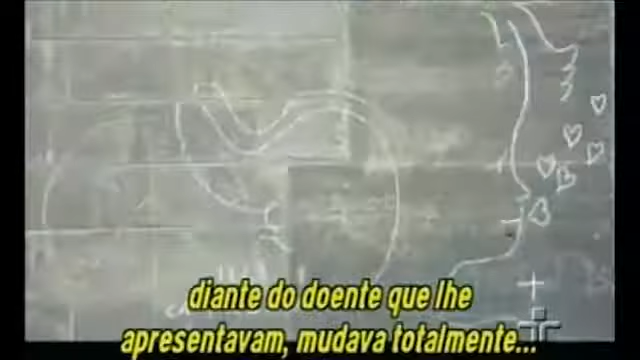 diante do doente que lhe
apresentavam, mudava totalmente...